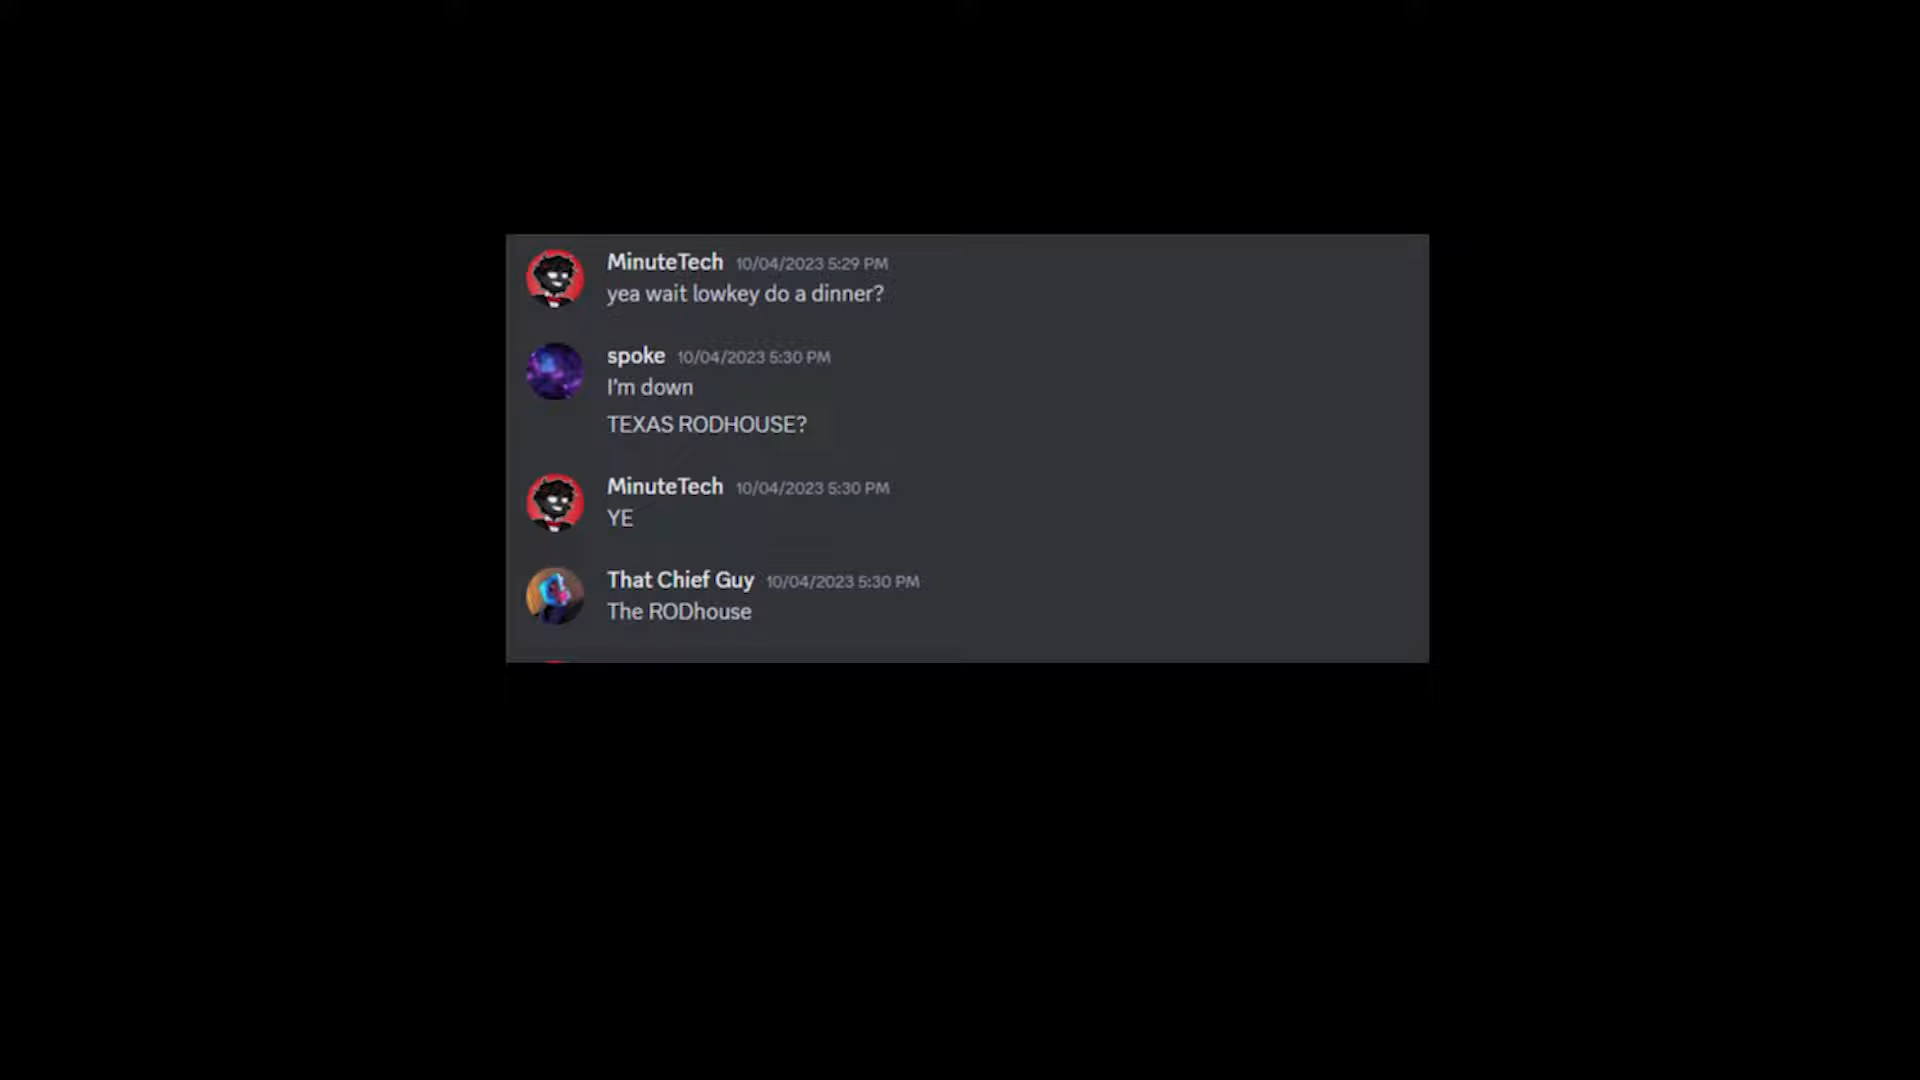 MinuteTech 10/04/2023 5:29 PM
yea wait lowkey do a dinner?
spoke 10/04/2023 5:30 PM
I'm down
TEXAS RODHOUSE?
MinuteTech 10/04/2023 5:30 PM
YE
That Chief Guy 10/04/2023 5:30 PM
The RODhouse